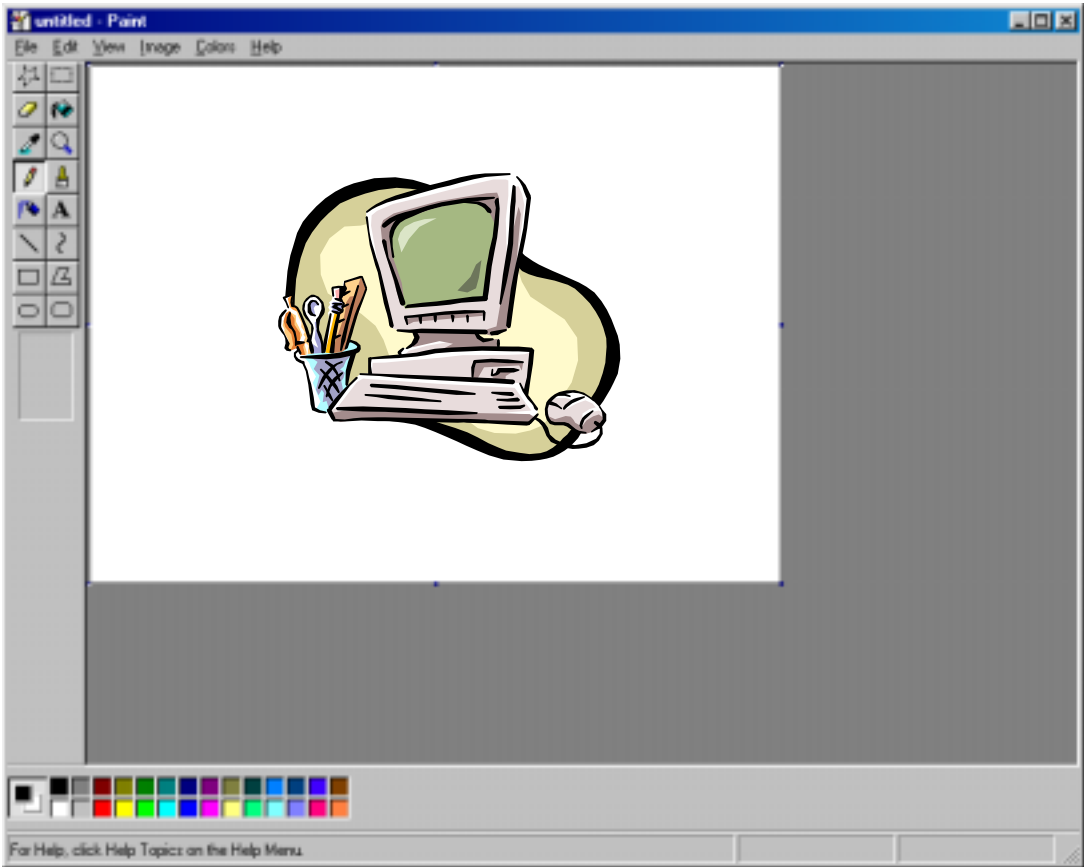 untitled - Paint
File Edit View Image Colors Help
A
For Help, click Help Topics on the Help Menu.